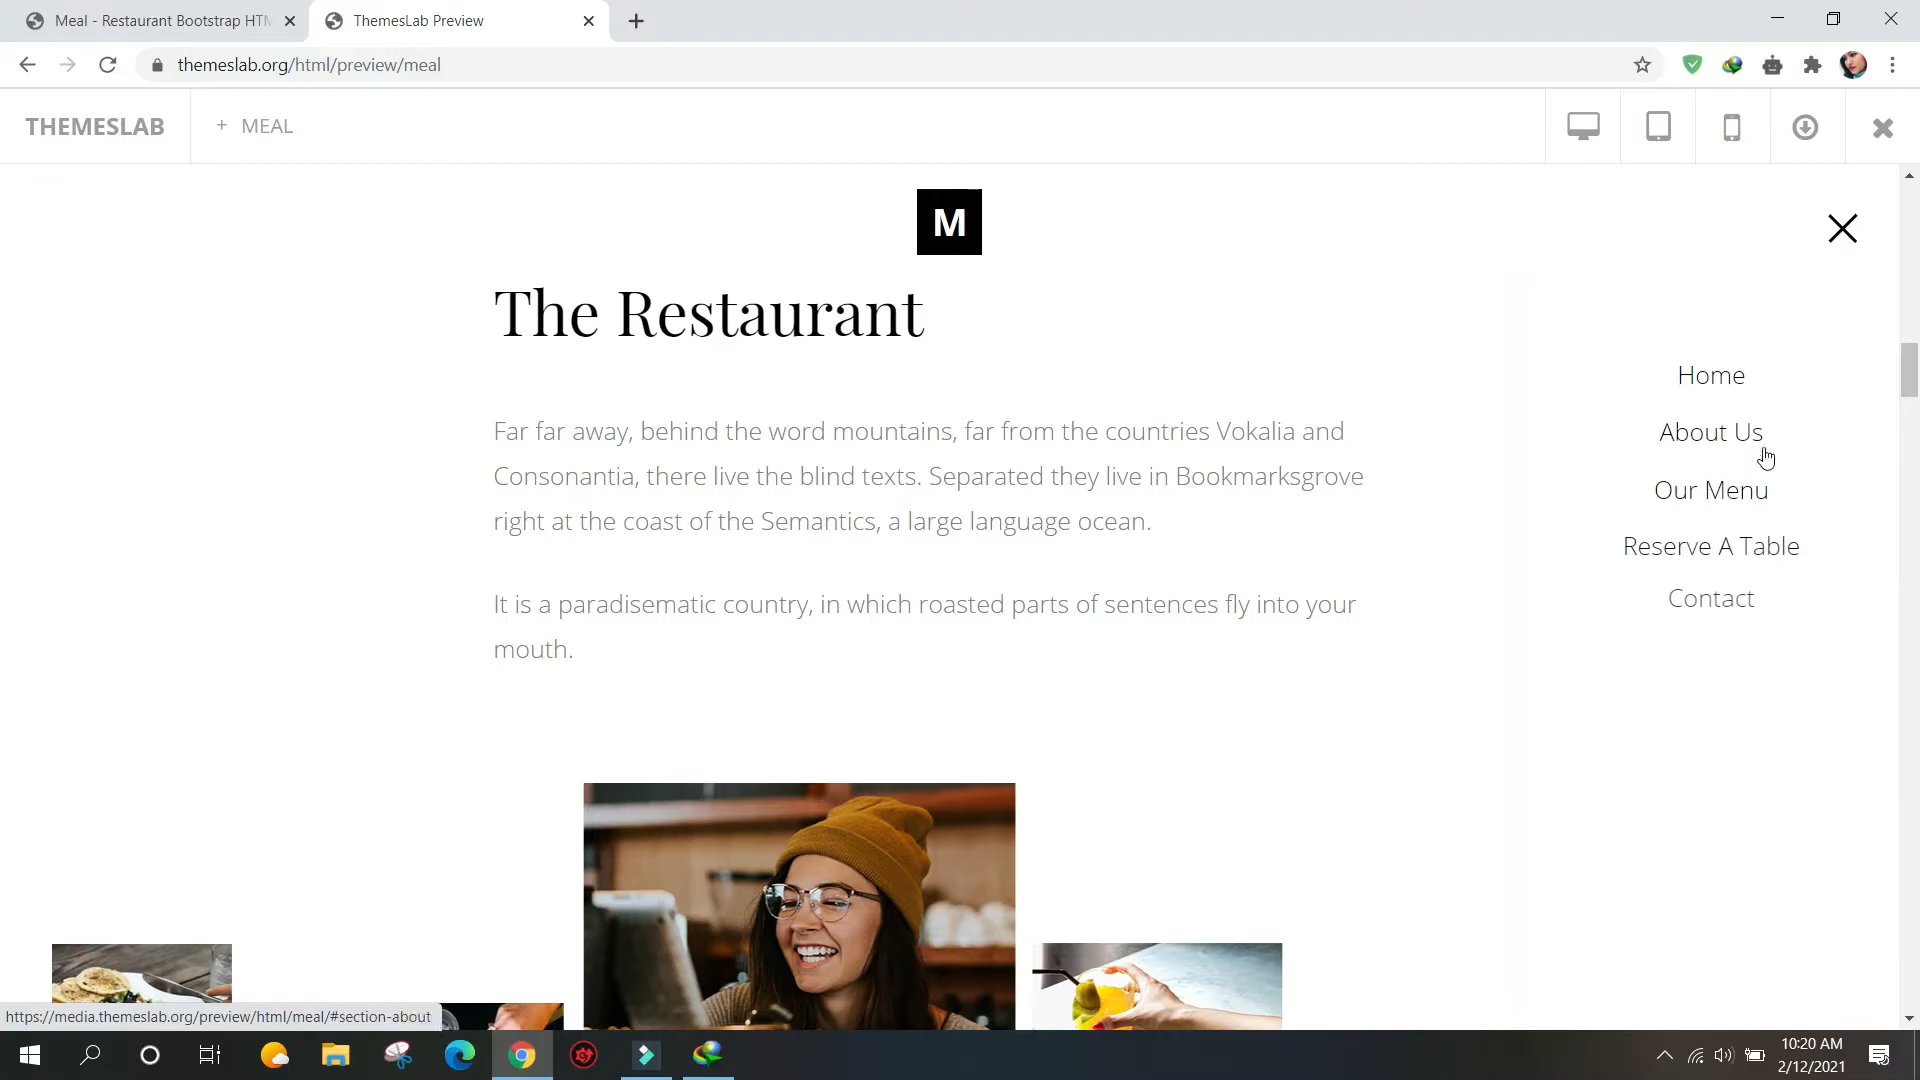 Meal - Restaurant Bootstrap HTM
ThemesLab Preview
themeslab.org/html/preview/meal
THEMESLAB
+ MEAL
M
The Restaurant
Far far away, behind the word mountains, far from the countries Vokalia and
Consonantia, there live the blind texts. Separated they live in Bookmarksgrove
right at the coast of the Semantics, a large language ocean.
It is a paradisematic country, in which roasted parts of sentences fly into your
mouth.
Home
About Us
Our Menu
Reserve A Table
Contact
https://media.themeslab.org/preview/html/meal/#section-about
10:20 AM
2/12/2021